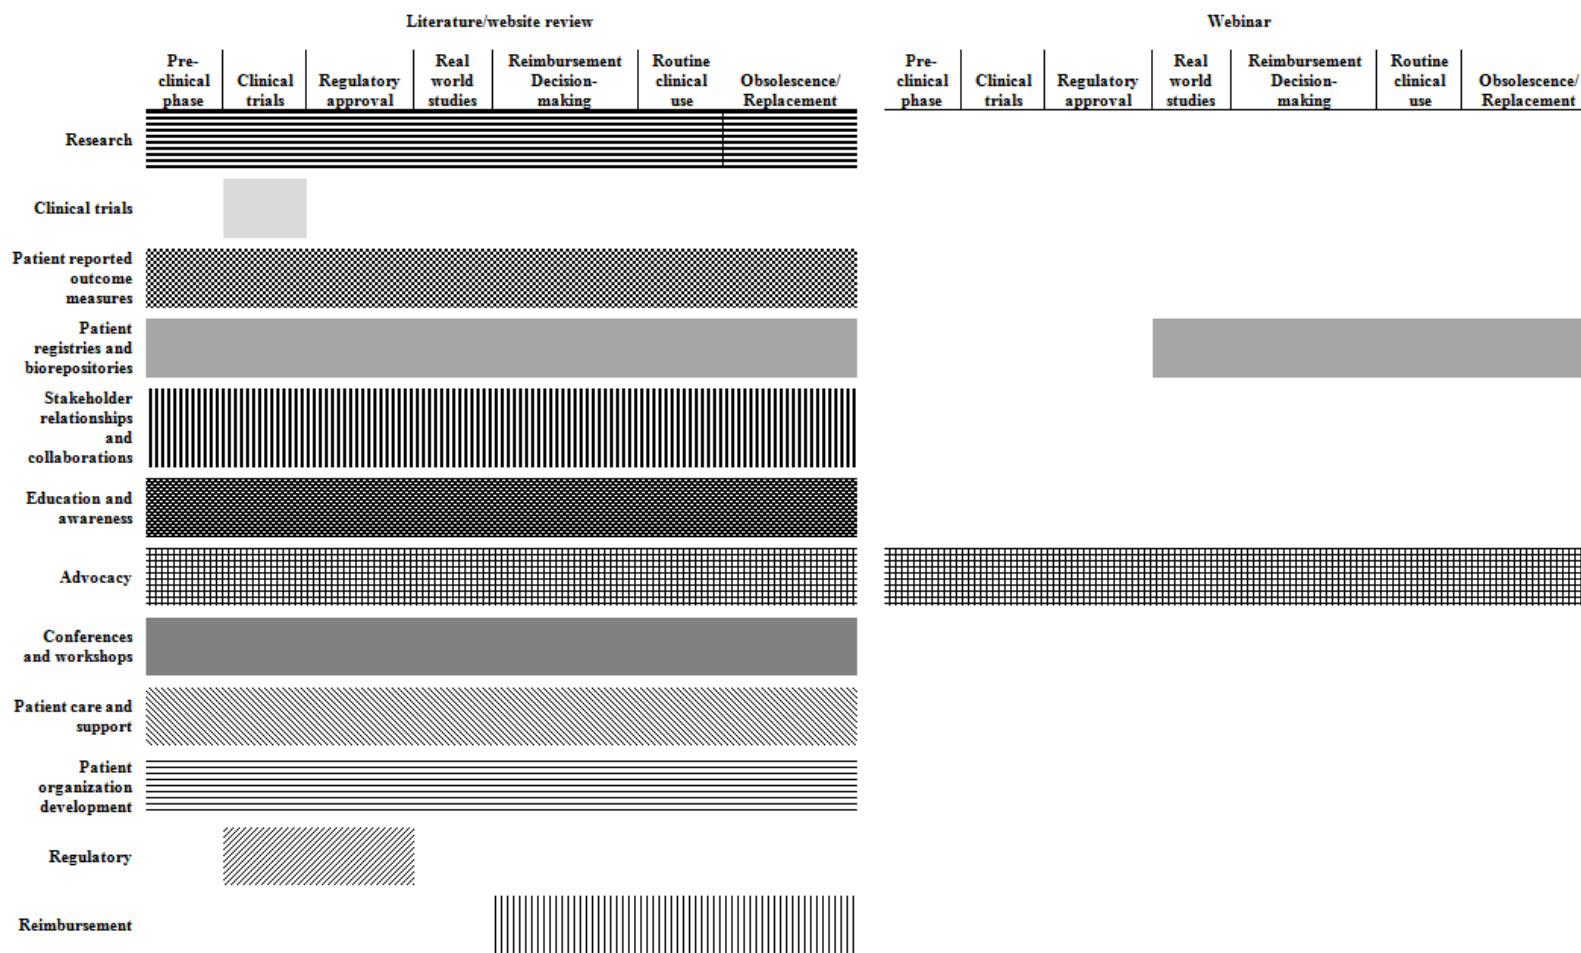 Literature/website review
Webinar
Pre-
clinical
phase
Clinical
trials
Regulatory
approval
Real
world
studies
Reimbursement
Decision-
making
Routine
clinical
use
Obsolescence/
Replacement
Pre-
clinical
phase
Clinical
trials
Regulatory
approval
Real
world
studies
Reimbursement
Decision-
making
Routine
clinical
use
Obsolescence/
Replacement
Research
Clinical trials
Patient reported
outcome
measures
Patient
registries and
biorepositories
Stakeholder
relationships
and
collaborations
Education and
awareness
Advocacy
Conferences
and workshops
Patient care and
support
Patient
organization
development
Regulatory
Reimbursement